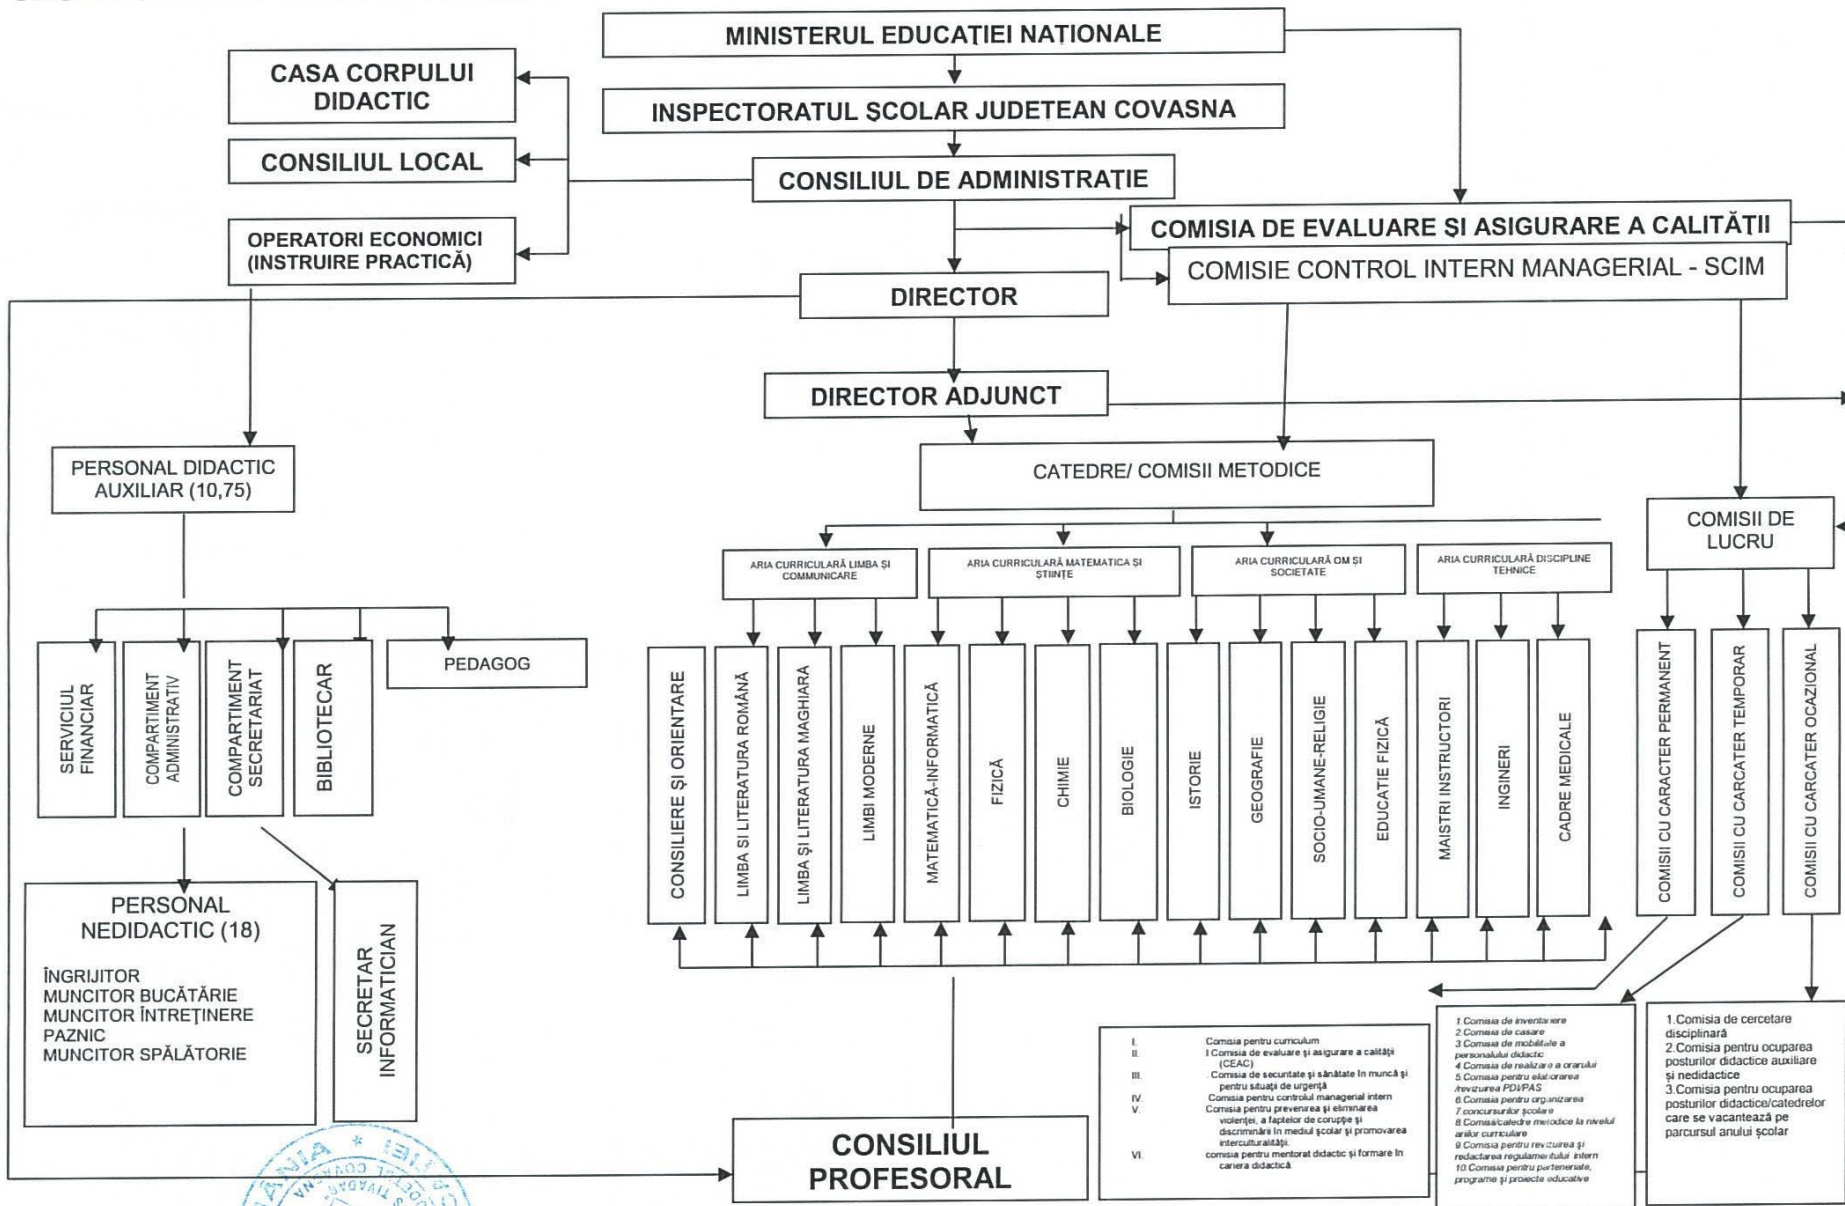 MINISTERUL EDUCAȚIEI NAȚIONALE
CASA CORPULUI
DIDACTIC
INSPECTORATUL ȘCOLAR JUDETEAN COVASNA
CONSILIUL LOCAL
CONSILIUL DE ADMINISTRAȚIE
OPERATORI ECONOMICI
(INSTRUIRE PRACTICĂ)
COMISIA DE EVALUARE ȘI ASIGURARE A CALITĂȚII
COMISIE CONTROL INTERN MANAGERIAL - SCIM
DIRECTOR
DIRECTOR ADJUNCT
PERSONAL DIDACTIC
AUXILIAR (10,75)
CATEDRE/ COMISII METODICE
COMISII DE
LUCRU
ARIA CURRICULARĂ LIMBA ȘI
COMMUNICARE
ARIA CURRICULARĂ MATEMATICA ȘI
ȘTIINȚE
ARIA CURRICULARĂ OM ȘI
SOCIETATE
ARIA CURRICULARĂ DISCIPLINE
TEHNICE
SERVICIUL
FINANCIAR
COMPARTIMENT
ADMINISTRATIV
COMPARTIMENT
SECRETARIAT
BIBLIOTECAR
PEDAGOG
CONSILIERE ȘI ORIENTARE
LIMBA SI LITERATURA ROMÂNĂ
LIMBA ȘI LITERATURA MAGHIARA
LIMBI MODERNE
MATEMATICĂ-INFORMATICĂ
FIZICĂ
CHIMIE
BIOLOGIE
ISTORIE
GEOGRAFIE
SOCIO-UMANE-RELIGIE
EDUCAȚIE FIZICĂ
MAISTRI INSTRUCTORI
INGINERI
CADRE MEDICALE
COMISII CU CARACTER PERMANENT
COMISII CU CARCATER TEMPORAR
COMISII CU CARCATER OCAZIONAL
PERSONAL
NEDIDACTIC (18)
ÎNGRIJITOR
MUNCITOR BUCĂTĂRIE
MUNCITOR ÎNTREȚINERE
PAZNIC
MUNCITOR SPĂLĂTORIE
SECRETAR
INFORMATICIAN
CONSILIUL
PROFESORAL
I. Comisia pentru curriculum
II. I Comisia de evaluare și asigurare a calității
(CEAC)
III. . Comisia de securitate și sănătate în muncă și
pentru situații de urgență
IV. Comisia pentru controlul managerial intern
V. Comisia pentru prevenirea și eliminarea
violenței, a faptelor de corupție și
discriminării în mediul școlar și promovarea
interculturalității.
VI. comisia pentru mentorat didactic și formare în
cariera didactică
1.Comisia de inventariere
2.Comisia de casare
3.Comisia de mobilitate a
personalului didactic
4.Comisia de realizare a orarului
5.Comisia pentru elaborarea
/revizuirea PDI/PAS
6.Comisia pentru organizarea
7.concursurilor școlare
8.Comisii/catedre metodice la nivelul
ariilor curriculare
9.Comisia pentru revizuirea și
redactarea regulamentului intern
10.Comisia pentru parteneriate,
programe și proiecte educative
1.Comisia de cercetare
disciplinară
2.Comisia pentru ocuparea
posturilor didactice auxiliare
și nedidactice
3.Comisia pentru ocuparea
posturilor didactice/catedrelor
care se vacantează pe
parcursul anului școlar